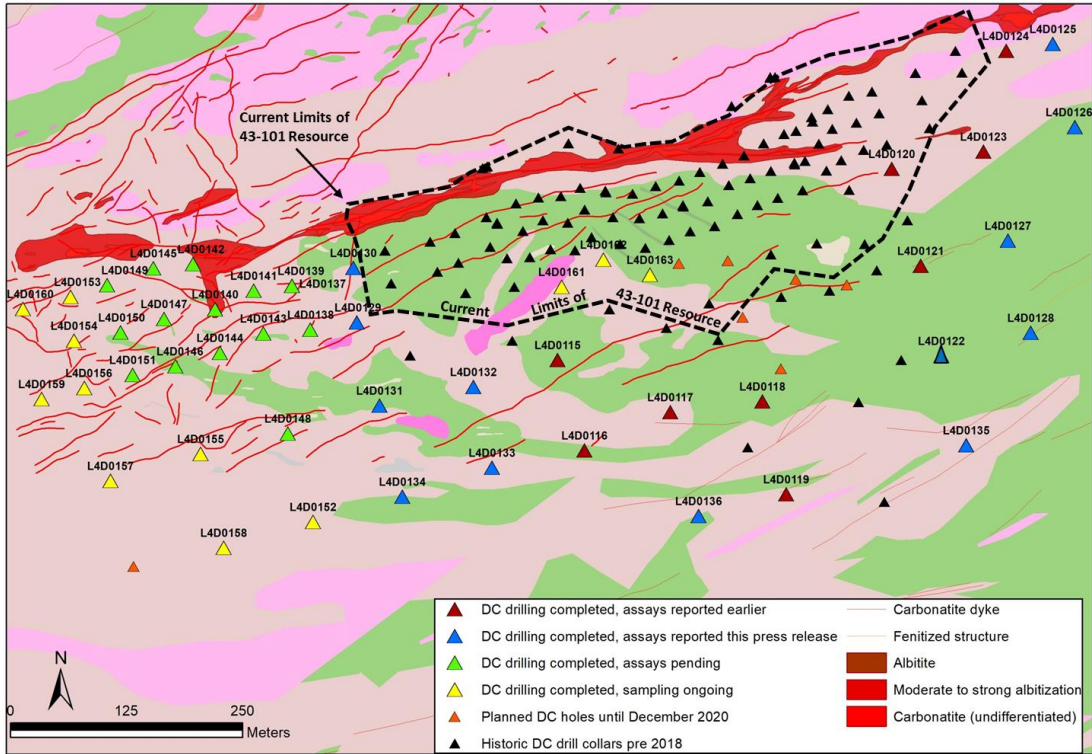 L4D0125
L4D0124
L4D0126
Current Limits of
43-101 Resource
L4D0123
L4D0120
L4D0142
L4D0145
L4D0130
L4D0127
L4D0149
L4D0139
L4D0162
L4D0121
L4D0153
L4D0141
L4D0137
L4D0161
L4D0163
L4D0160
L4D0147
L4D0140
L4D0129
Current Limits of 43-101 Resource
L4D0154
L4D0150
L4D0143
L4D0138
L4D0128
L4D0144
L4D0122
L4D0151
L4D0146
L4D0115
L4D0156
L4D0132
L4D0159
L4D0131
L4D0118
L4D0117
L4D0148
L4D0135
L4D0155
L4D0116
L4D0157
L4D0133
L4D0134
L4D0119
L4D0152
L4D0136
L4D0158
DC drilling completed, assays reported earlier
DC drilling completed, assays reported this press release
DC drilling completed, assays pending
DC drilling completed, sampling ongoing
Planned DC holes until December 2020
Historic DC drill collars pre 2018
Carbonatite dyke
Fenitized structure
Albitite
Moderate to strong albitization
Carbonatite (undifferentiated)
N
0 125 250
Meters